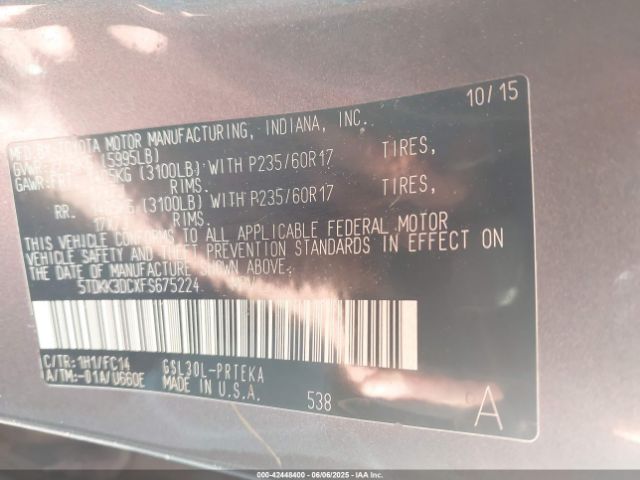 10/15
MFD BY TOYOTA MOTOR MANUFACTURING, INDIANA, INC.
(5995LB)
GAWR:FRT. (3100LB) WITH P235/60R17 TIRES,
RIMS.
RR. (3100LB) WITH P235/60R17 TIRES,
RIMS.
THIS VEHICLE CONFORMS TO ALL APPLICABLE FEDERAL MOTOR
VEHICLE SAFETY AND THEFT PREVENTION STANDARDS IN EFFECT ON
THE DATE OF MANUFACTURE SHOWN ABOVE.
5TDKK3DCXFS675224
C/TR: 1H1/FC14 GSL30L-PRTEKA
A/TM:-01A/U660E MADE IN U.S.A.
538
A
000-42448400 - 06/06/2025 - IAA Inc.